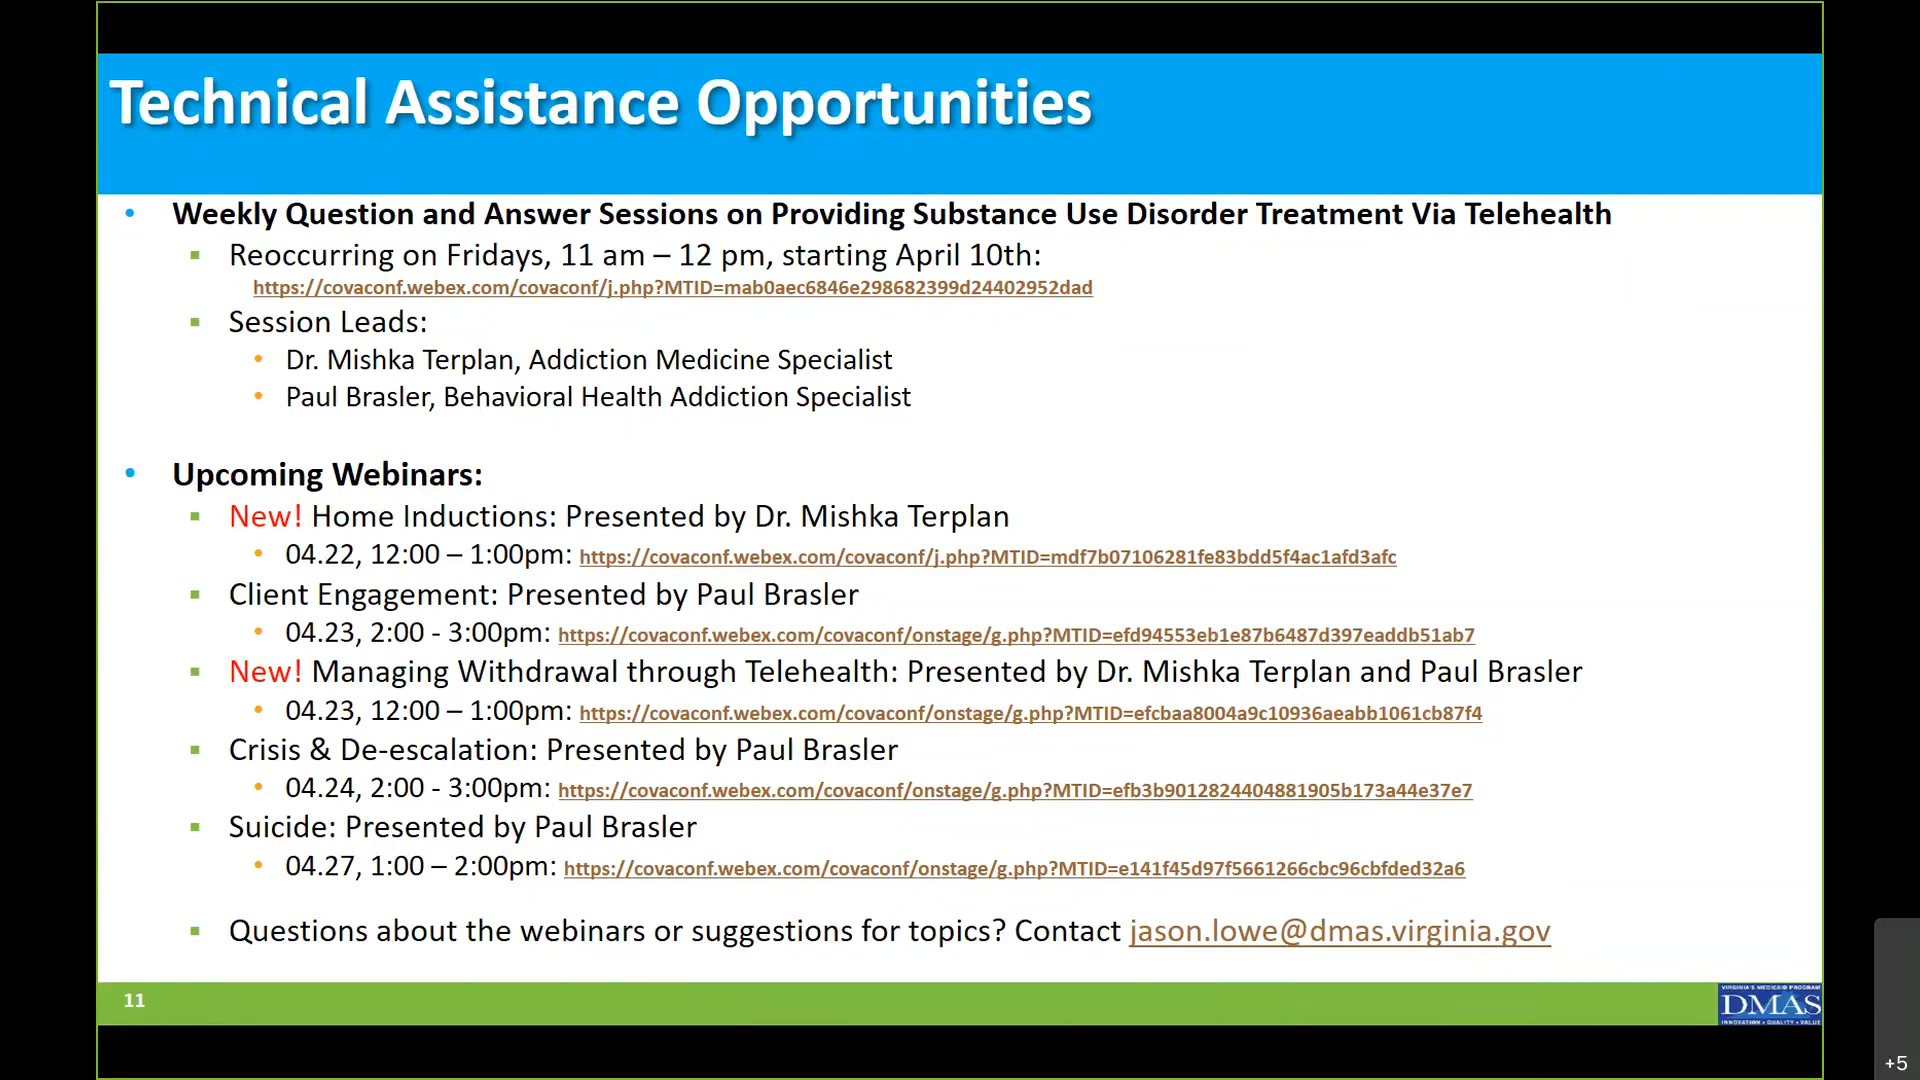 Technical Assistance Opportunities
• Weekly Question and Answer Sessions on Providing Substance Use Disorder Treatment Via Telehealth
▪ Reoccurring on Fridays, 11 am – 12 pm, starting April 10th:
https://covaconf.webex.com/covaconf/j.php?MTID=mab0aec6846e298682399d24402952dad
▪ Session Leads:
• Dr. Mishka Terplan, Addiction Medicine Specialist
• Paul Brasler, Behavioral Health Addiction Specialist
• Upcoming Webinars:
▪ New! Home Inductions: Presented by Dr. Mishka Terplan
• 04.22, 12:00 – 1:00pm: https://covaconf.webex.com/covaconf/j.php?MTID=mdf7b07106281fe83bdd5f4ac1afd3afc
▪ Client Engagement: Presented by Paul Brasler
• 04.23, 2:00 - 3:00pm: https://covaconf.webex.com/covaconf/onstage/g.php?MTID=efd94553eb1e87b6487d397eaddb51ab7
▪ New! Managing Withdrawal through Telehealth: Presented by Dr. Mishka Terplan and Paul Brasler
• 04.23, 12:00 – 1:00pm: https://covaconf.webex.com/covaconf/onstage/g.php?MTID=efcbaa8004a9c10936aeabb1061cb87f4
▪ Crisis & De-escalation: Presented by Paul Brasler
• 04.24, 2:00 - 3:00pm: https://covaconf.webex.com/covaconf/onstage/g.php?MTID=efb3b9012824404881905b173a44e37e7
▪ Suicide: Presented by Paul Brasler
• 04.27, 1:00 – 2:00pm: https://covaconf.webex.com/covaconf/onstage/g.php?MTID=e141f45d97f5661266cbc96cbfded32a6
▪ Questions about the webinars or suggestions for topics? Contact jason.lowe@dmas.virginia.gov
11
VIRGINIA'S MEDICAID PROGRAM
DMAS
INNOVATION • QUALITY • VALUE
+5